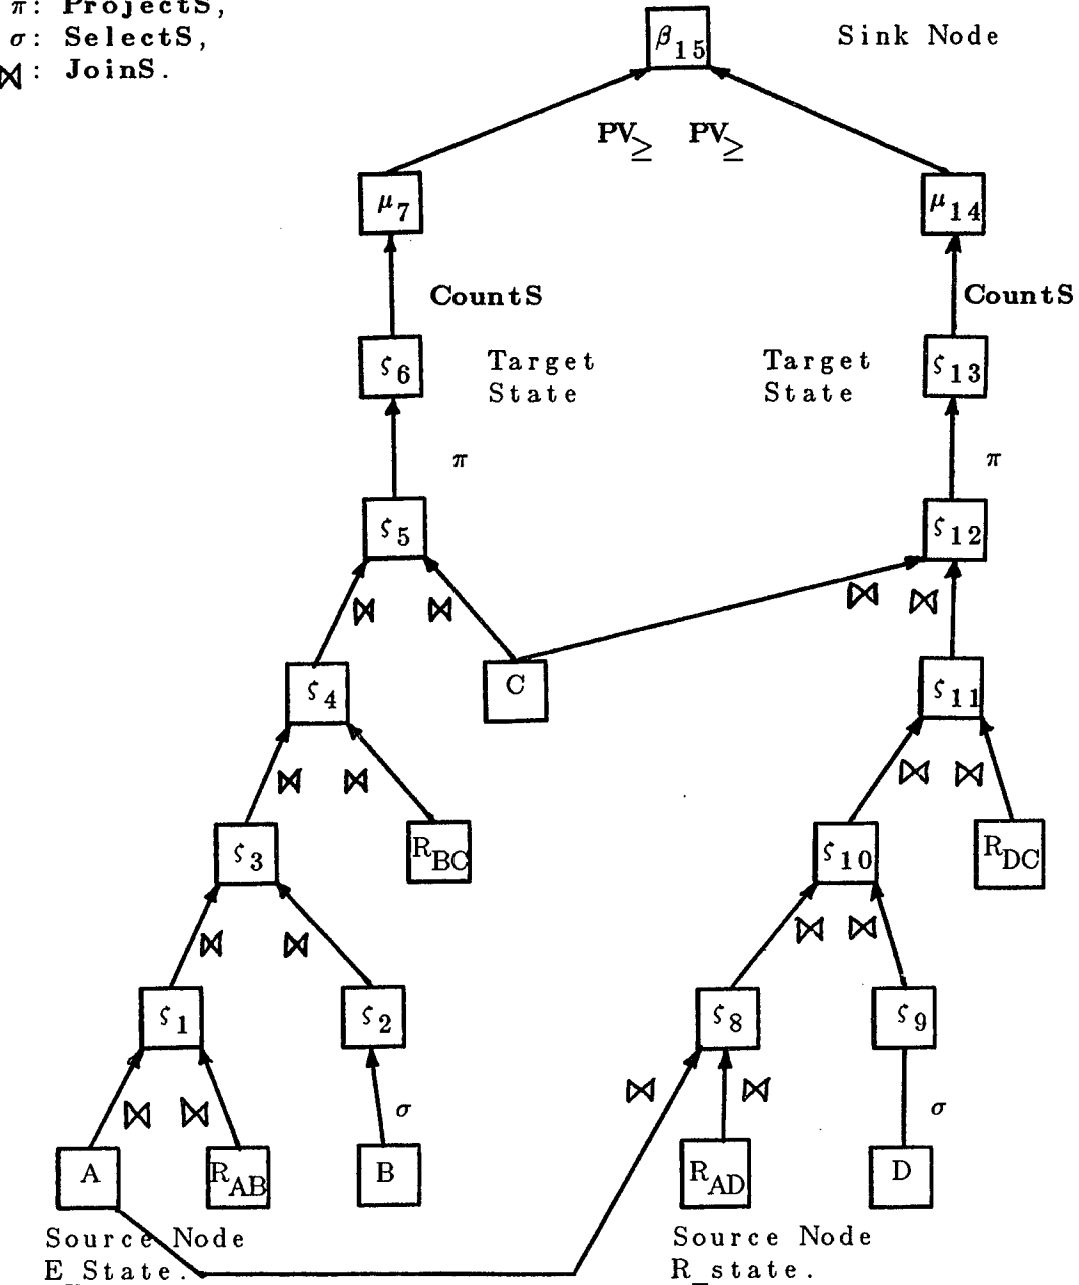 π: ProjectS,
σ: SelectS,
⋈: JoinS.
β15 Sink Node
PV≥ PV≥
μ7 μ14
CountS CountS
ς6 Target State Target State ς13
π π
ς5 ς12
⋈ ⋈ ⋈ ⋈
ς4 C ς11
⋈ ⋈ ⋈ ⋈
ς3 RBC ς10 RDC
⋈ ⋈ ⋈ ⋈
ς1 ς2 ς8 ς9
⋈ ⋈ σ ⋈ ⋈ σ
A RAB B RAD D
Source Node Source Node
E_State. R_state.